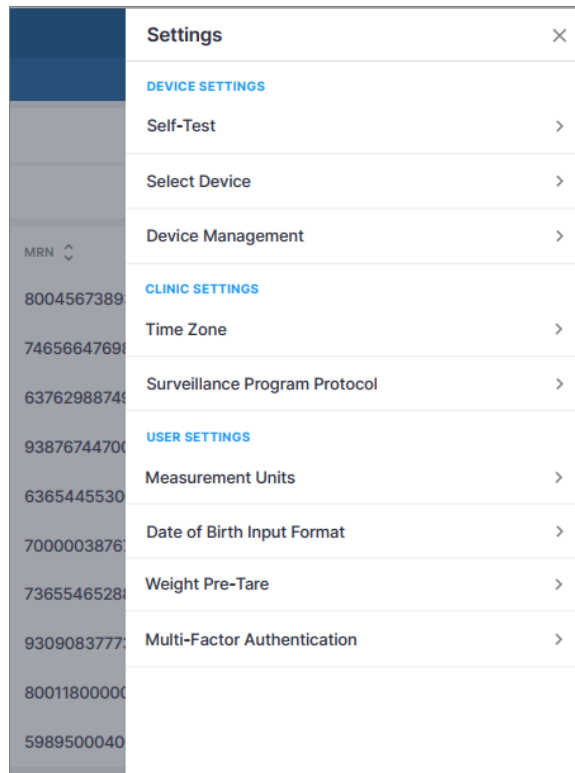 Settings
DEVICE SETTINGS
Self-Test
Select Device
Device Management
CLINIC SETTINGS
Time Zone
Surveillance Program Protocol
USER SETTINGS
Measurement Units
Date of Birth Input Format
Weight Pre-Tare
Multi-Factor Authentication
MRN
8004567389
7465664769
6376298874
9387674470
6365445530
7000003876
7365546528
9309083777
8001180000
5989500040